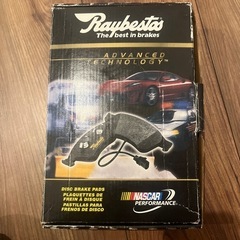 Raybestos
The best in brakes
ADVANCED
TECHNOLOGY™
DISC BRAKE PADS
PLAQUETTES DE
FREIN À DISQUE
PASTILLAS PARA
FRENOS DE DISCO
NASCAR
PERFORMANCE